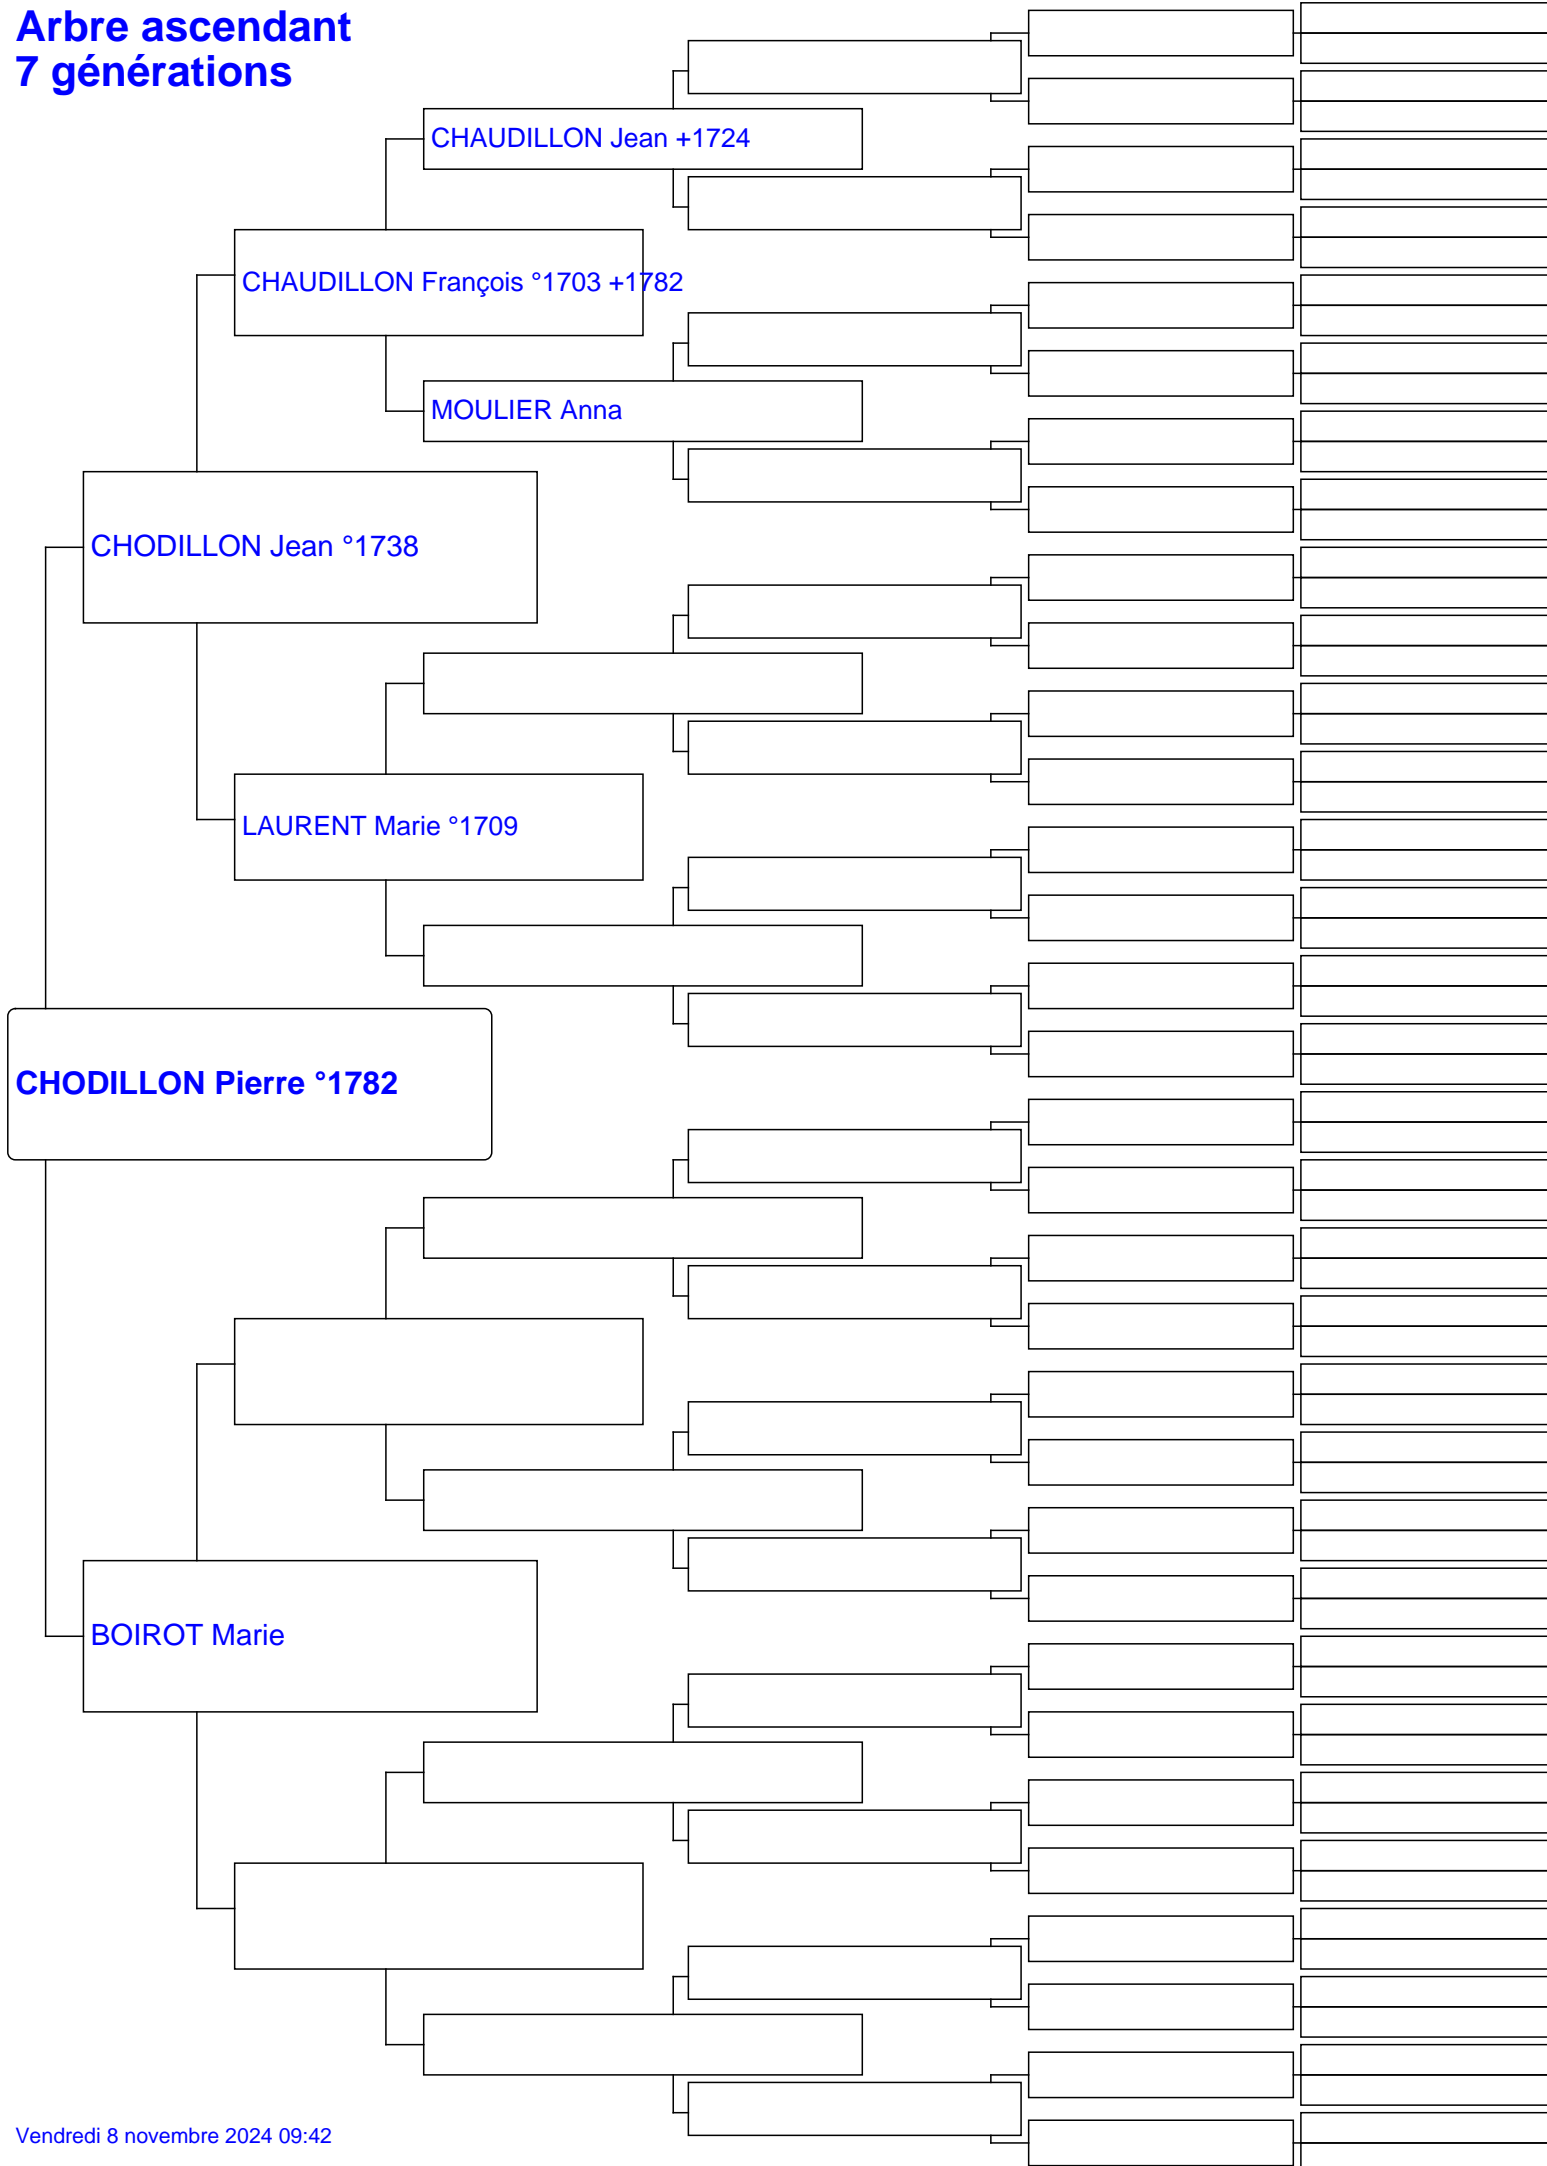 Arbre ascendant
7 générations
CHAUDILLON Jean +1724
CHAUDILLON François °1703 +1782
MOULIER Anna
CHODILLON Jean °1738
LAURENT Marie °1709
CHODILLON Pierre °1782
BOIROT Marie
Vendredi 8 novembre 2024 09:42